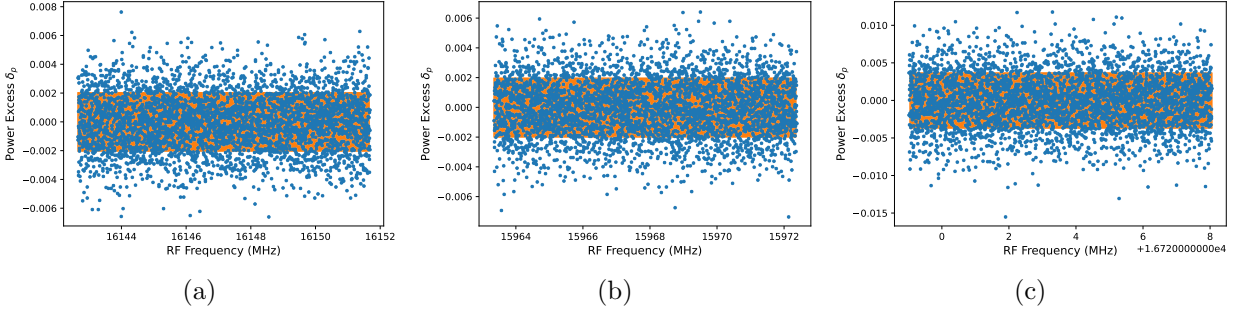 0.008
0.006
0.004
0.002
0.000
−0.002
−0.004
−0.006
Power Excess δp
16144 16146 16148 16150 16152
RF Frequency (MHz)
(a)
0.006
0.004
0.002
0.000
−0.002
−0.004
−0.006
Power Excess δp
15964 15966 15968 15970 15972
RF Frequency (MHz)
(b)
0.010
0.005
0.000
−0.005
−0.010
−0.015
Power Excess δp
0 2 4 6 8
RF Frequency (MHz) +1.6720000000e4
(c)